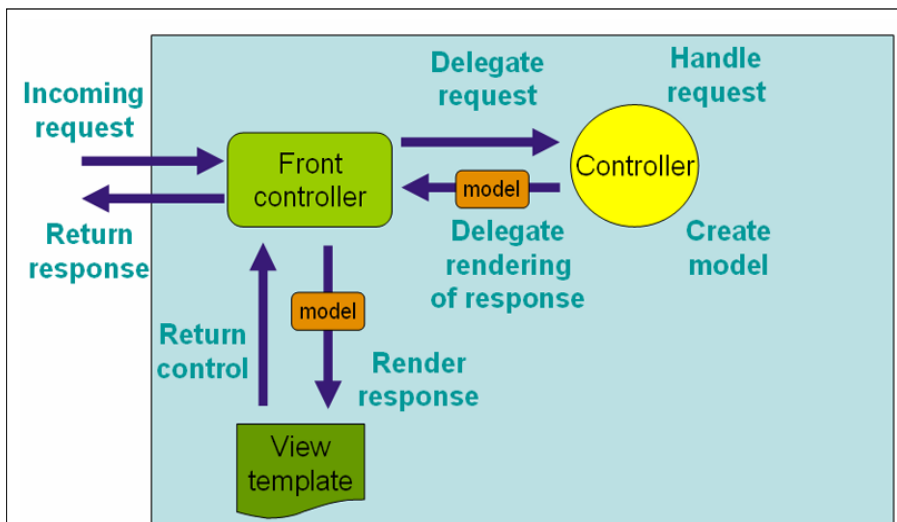 Incoming
request
Delegate
request
Handle
request
Front
controller
model
Controller
Return
response
Delegate
rendering
of response
Create
model
model
Return
control
Render
response
View
template